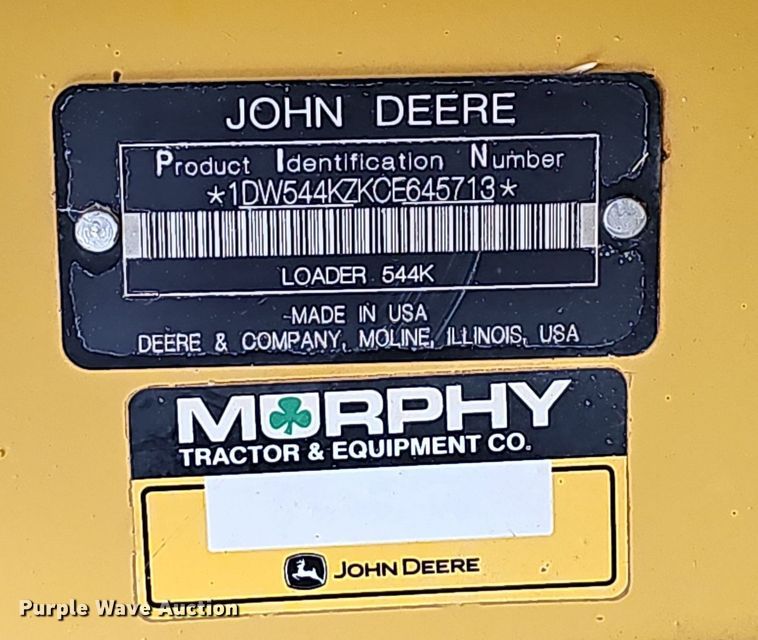 JOHN DEERE
Product Identification Number
*1DW544KZKCE645713*
LOADER 544K
MADE IN USA
DEERE & COMPANY, MOLINE, ILLINOIS, USA
MURPHY
TRACTOR & EQUIPMENT CO.
JOHN DEERE
Purple Wave Auction